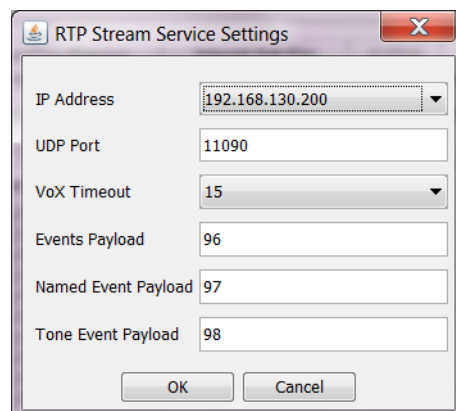 RTP Stream Service Settings
IP Address 192.168.130.200
UDP Port 11090
VoX Timeout 15
Events Payload 96
Named Event Payload 97
Tone Event Payload 98
OK Cancel